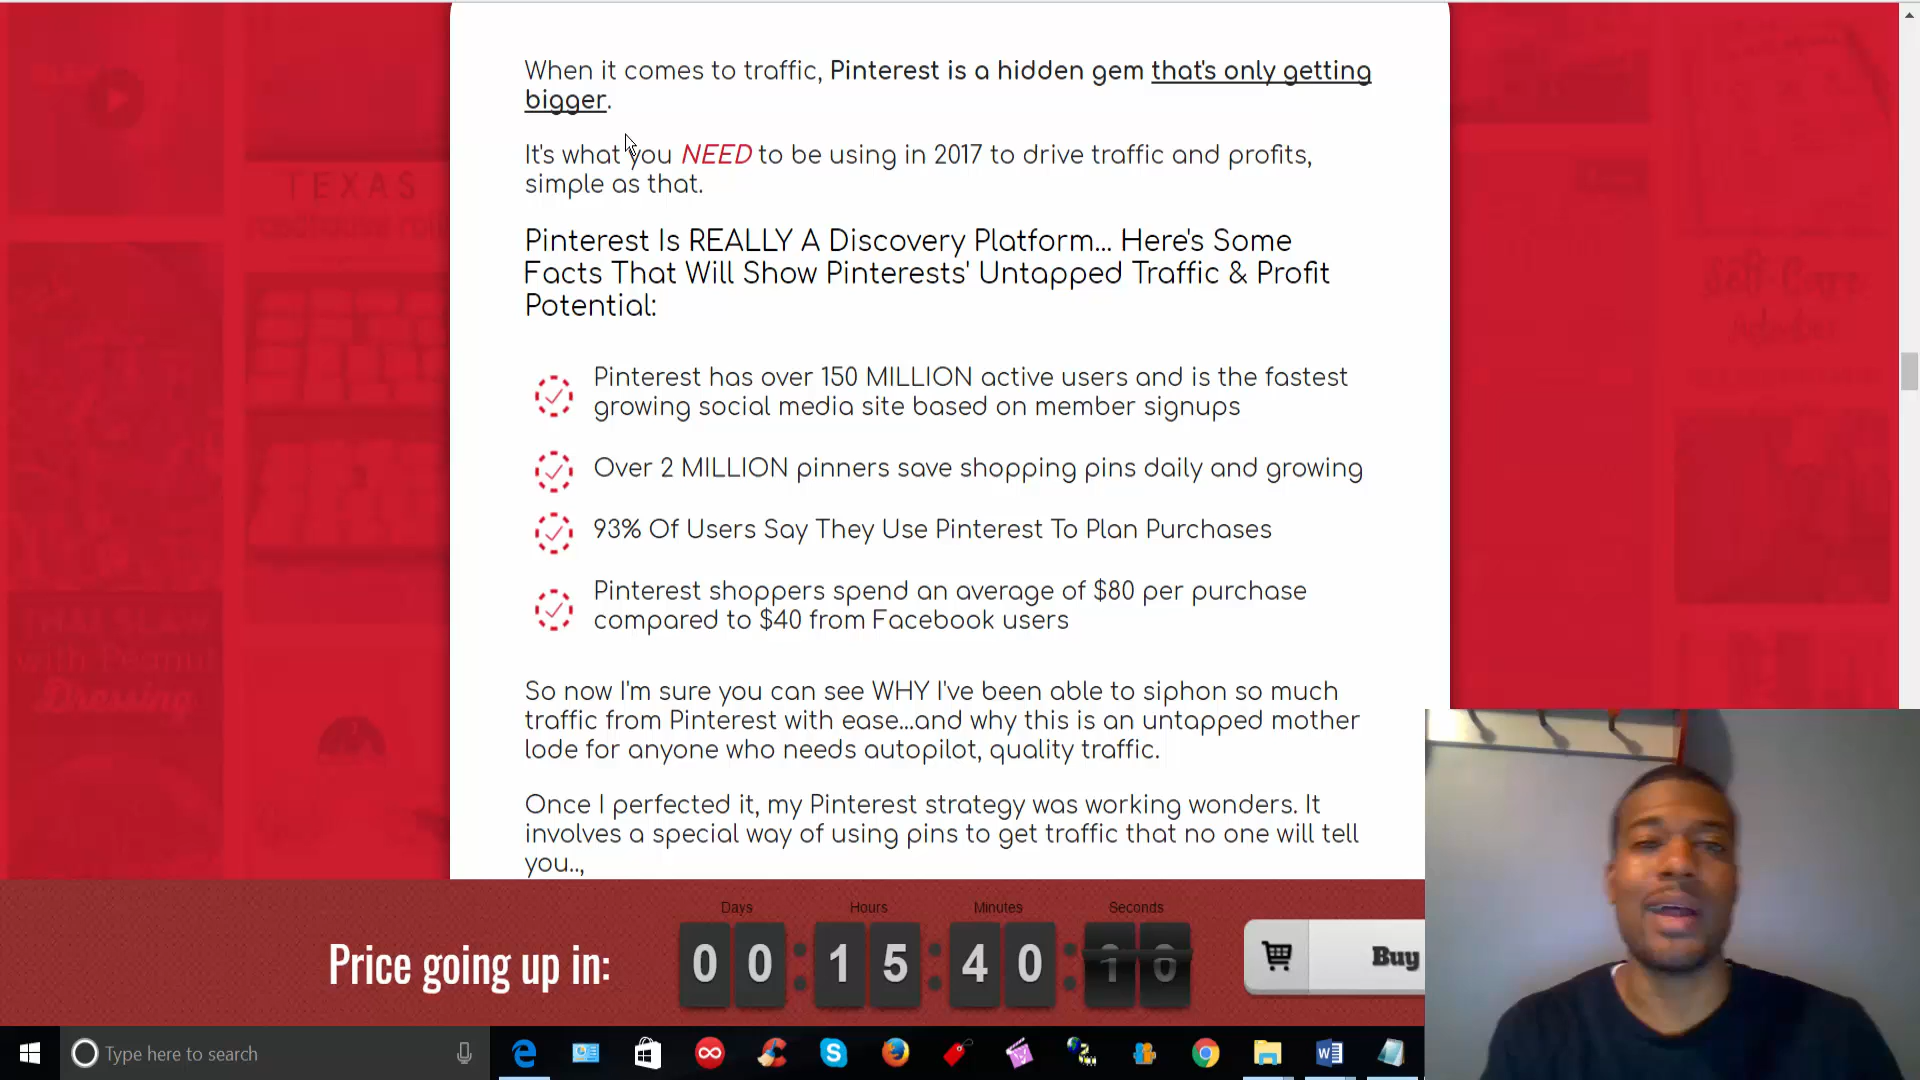 When it comes to traffic, Pinterest is a hidden gem that's only getting
bigger.
It's what you NEED to be using in 2017 to drive traffic and profits,
simple as that.
Pinterest Is REALLY A Discovery Platform... Here's Some
Facts That Will Show Pinterests' Untapped Traffic & Profit
Potential:
Pinterest has over 150 MILLION active users and is the fastest
growing social media site based on member signups
Over 2 MILLION pinners save shopping pins daily and growing
93% Of Users Say They Use Pinterest To Plan Purchases
Pinterest shoppers spend an average of $80 per purchase
compared to $40 from Facebook users
So now I'm sure you can see WHY I've been able to siphon so much
traffic from Pinterest with ease...and why this is an untapped mother
lode for anyone who needs autopilot, quality traffic.
Once I perfected it, my Pinterest strategy was working wonders. It
involves a special way of using pins to get traffic that no one will tell
you..,
TEXAS
with Peanut
Dressing
Self-Care
Days Hours Minutes Seconds
Price going up in: 00 : 15 : 40 : 10
Buy
Type here to search